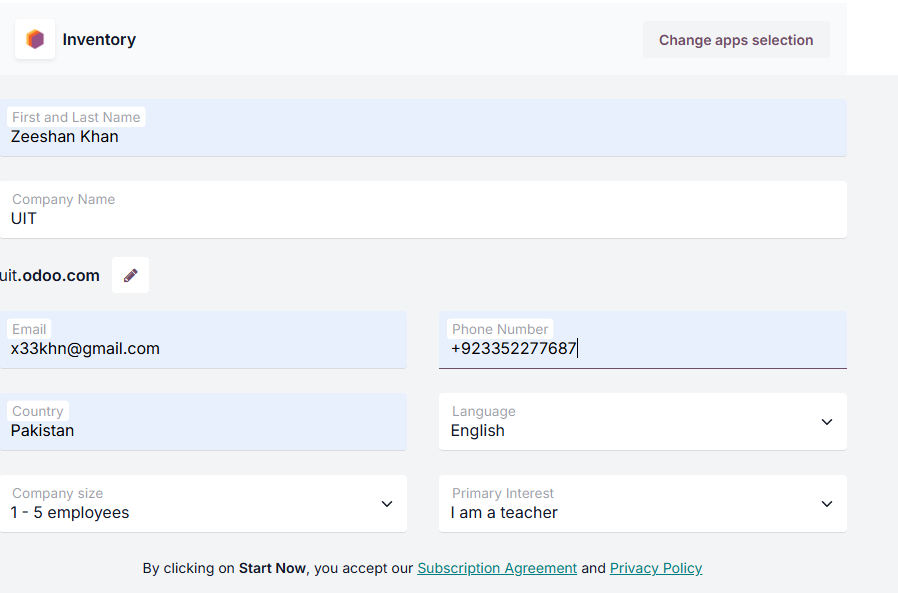 Inventory
Change apps selection
First and Last Name
Zeeshan Khan
Company Name
UIT
uit.odoo.com
Email
Phone Number
x33khn@gmail.com
+923352277687
Country
Language
Pakistan
English
Company size
Primary Interest
1 - 5 employees
I am a teacher
By clicking on Start Now, you accept our Subscription Agreement and Privacy Policy